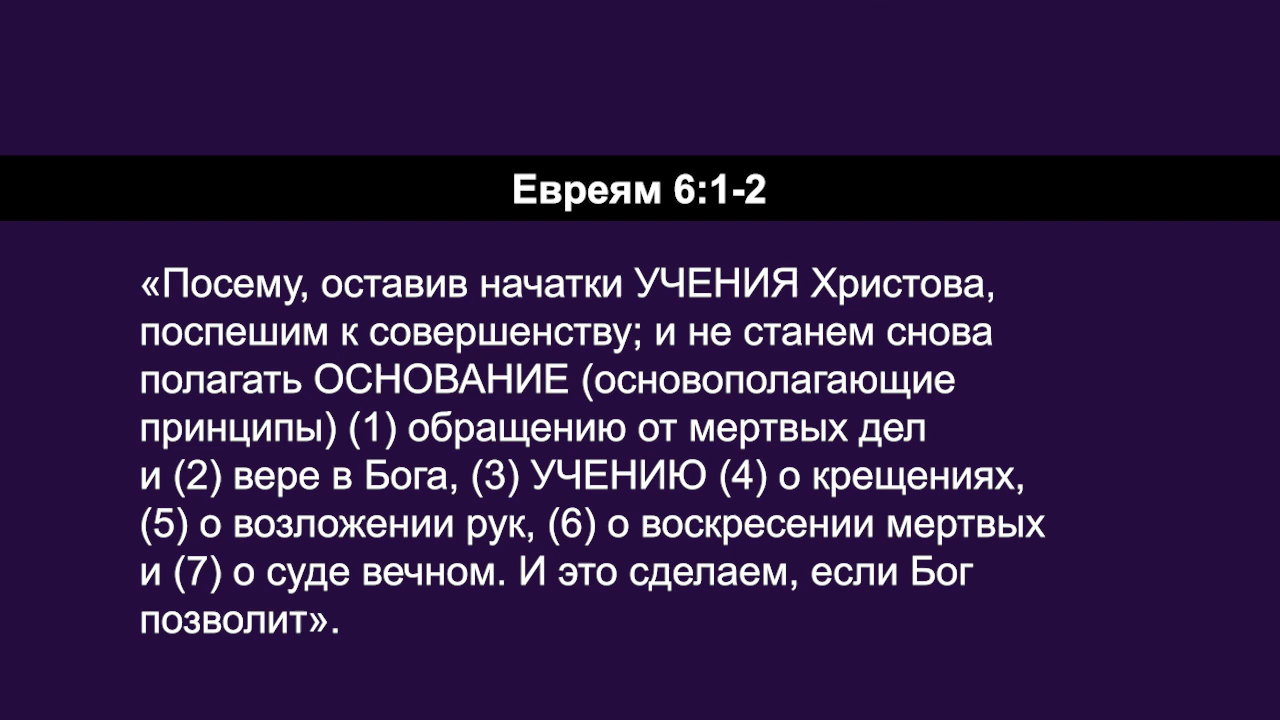 Евреям 6:1-2
«Посему, оставив начатки УЧЕНИЯ Христова,
поспешим к совершенству; и не станем снова
полагать ОСНОВАНИЕ (основополагающие
принципы) (1) обращению от мертвых дел
и (2) вере в Бога, (3) УЧЕНИЮ (4) о крещениях,
(5) о возложении рук, (6) о воскресении мертвых
и (7) о суде вечном. И это сделаем, если Бог
позволит».